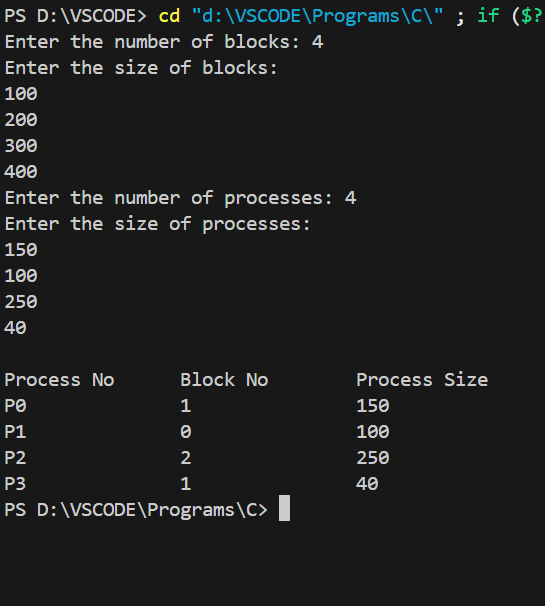 PS D:\VSCODE> cd "d:\VSCODE\Programs\C\" ; if ($?
Enter the number of blocks: 4
Enter the size of blocks:
100
200
300
400
Enter the number of processes: 4
Enter the size of processes:
150
100
250
40
Process No Block No Process Size
P0 1 150
P1 0 100
P2 2 250
P3 1 40
PS D:\VSCODE\Programs\C>